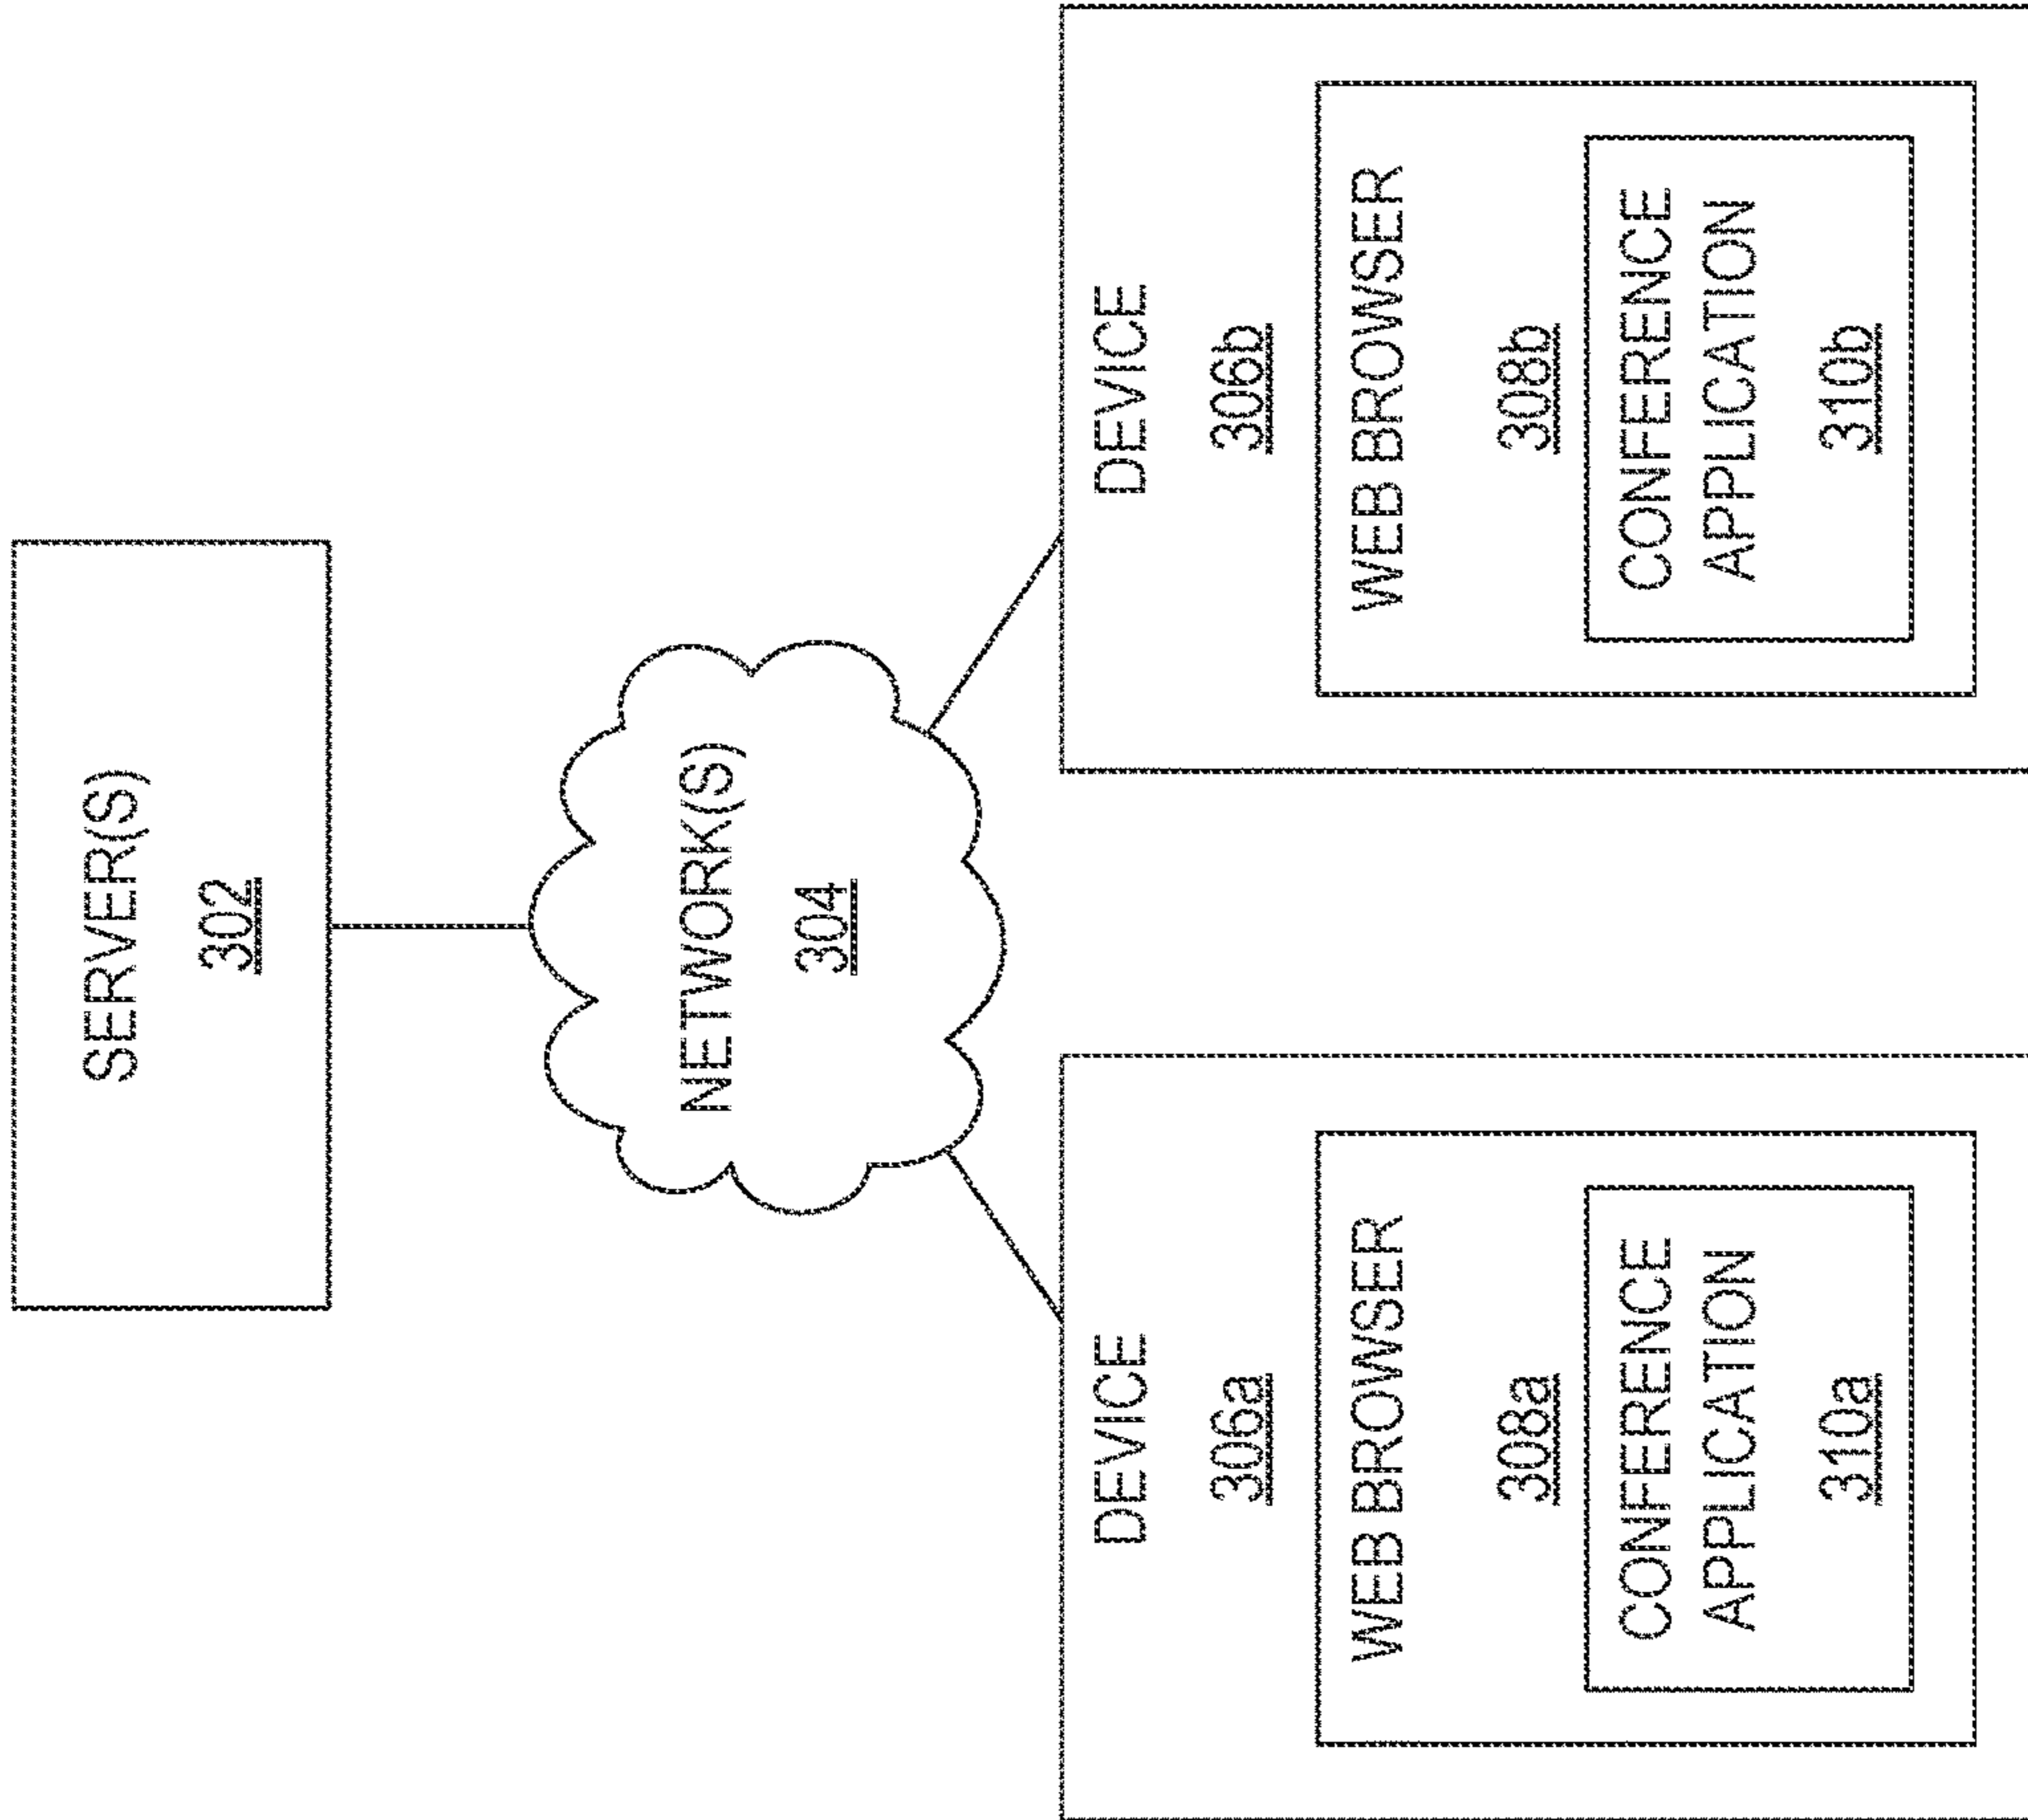 SERVER(S)
302
NETWORK(S)
304
DEVICE
306a
WEB BROWSER
308a
CONFERENCE
APPLICATION
310a
DEVICE
306b
WEB BROWSER
308b
CONFERENCE
APPLICATION
310b